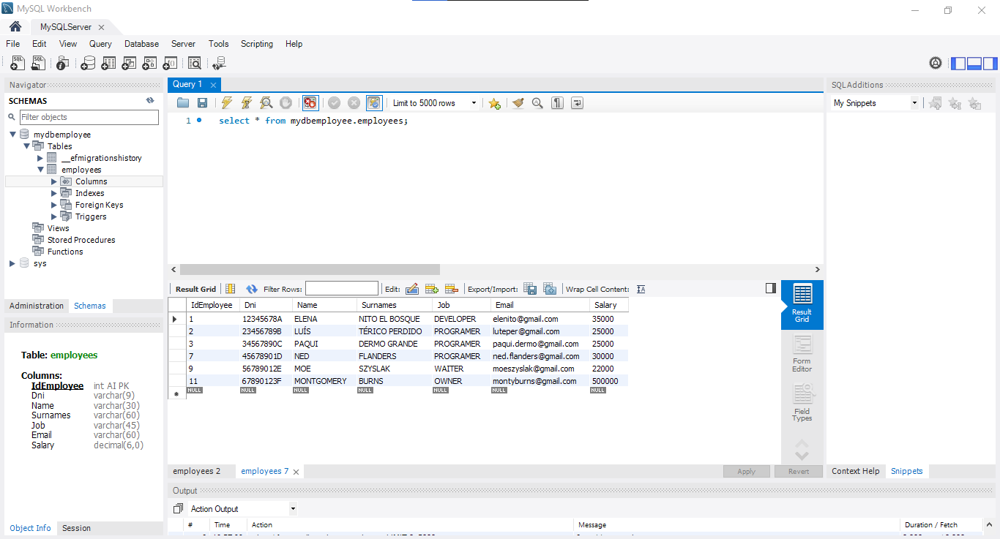 MySQL Workbench
MySQLServer
File Edit View Query Database Server Tools Scripting Help
Navigator
SCHEMAS
Filter objects
mydbemployee
Tables
__efmigrationshistory
employees
Columns
Indexes
Foreign Keys
Triggers
Views
Stored Procedures
Functions
sys
Administration Schemas
Information
Table: employees
Columns:
IdEmployee int AI PK
Dni varchar(9)
Name varchar(30)
Surnames varchar(60)
Job varchar(45)
Email varchar(60)
Salary decimal(6,0)
Object Info Session
Query 1
Limit to 5000 rows
1 select * from mydbemployee.employees;
Result Grid Filter Rows: Edit: Export/Import: Wrap Cell Content:
IdEmployee Dni Name Surnames Job Email Salary
1 12345678A ELENA NITO EL BOSQUE DEVELOPER elenito@gmail.com 35000
2 23456789B LUÍS TÉRICO PERDIDO PROGRAMER luteper@gmail.com 25000
3 34567890C PAQUI DERMO GRANDE PROGRAMER paqui.dermo@gmail.com 25000
7 45678901D NED FLANDERS PROGRAMER ned.flanders@gmail.com 30000
9 56789012E MOE SZYSLAK WAITER moeszyslak@gmail.com 22000
11 67890123F MONTGOMERY BURNS OWNER montyburns@gmail.com 500000
NULL NULL NULL NULL NULL NULL NULL
Result
Grid
Form
Editor
Field
Types
employees 2 employees 7 Apply Revert
Output
Action Output
# Time Action Message Duration / Fetch
SQLAdditions
My Snippets
Context Help Snippets